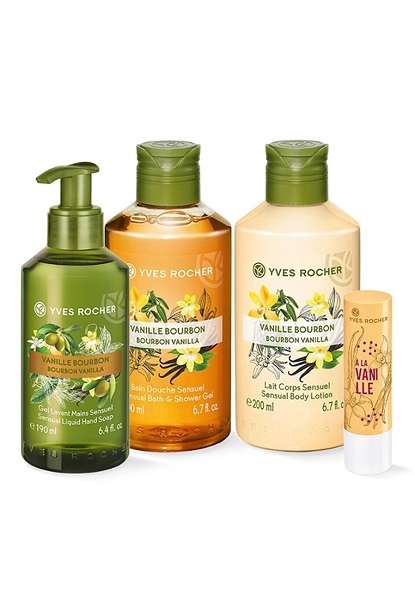 YVES ROCHER
VANILLE BOURBON
BOURBON VANILLA
Gel Lavant Mains Sensuel
Sensual Liquid Hand Soap
℮ 190 ml 6.4 fl. oz.
YVES ROCHER
VANILLE BOURBON
BOURBON VANILLA
Bain Douche Sensuel
Sensual Bath & Shower Gel
6.7 fl. oz.
YVES ROCHER
VANILLE BOURBON
BOURBON VANILLA
Lait Corps Sensuel
Sensual Body Lotion
℮ 200 ml 6.7 fl. oz.
YVES ROCHER
A LA
VANI
LLE